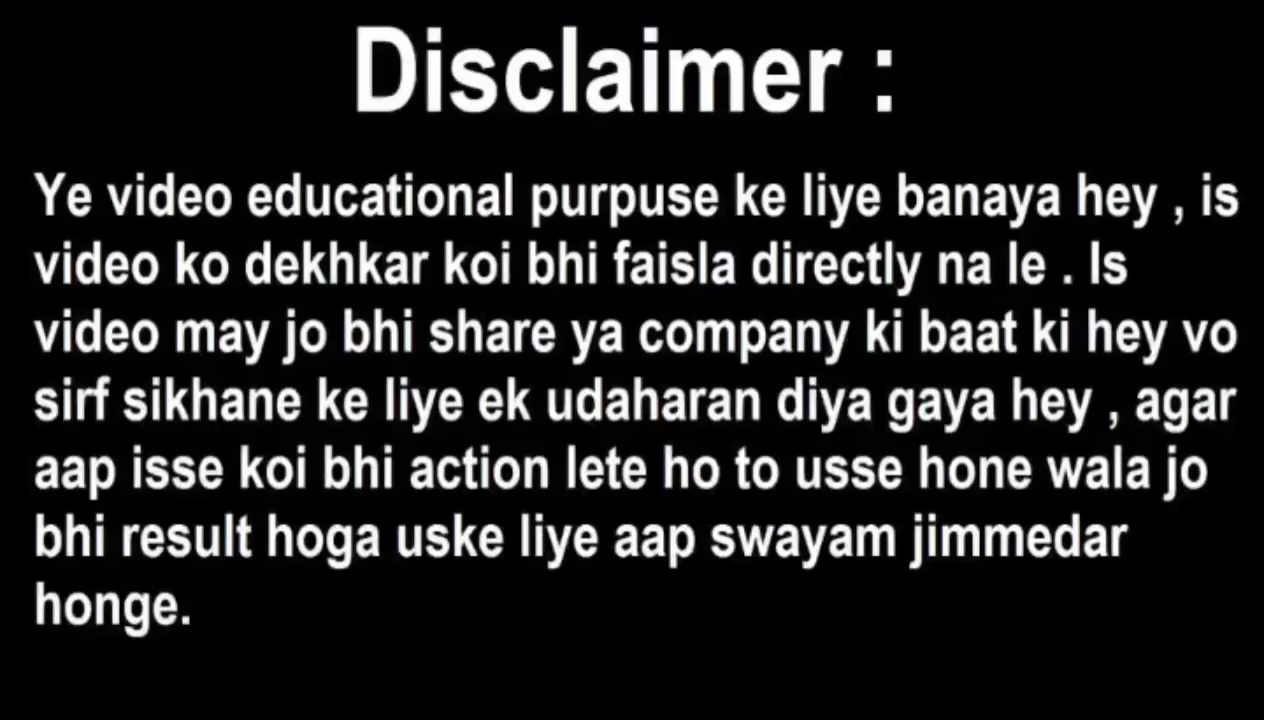 Disclaimer :
Ye video educational purpuse ke liye banaya hey , is
video ko dekhkar koi bhi faisla directly na le . Is
video may jo bhi share ya company ki baat ki hey vo
sirf sikhane ke liye ek udaharan diya gaya hey , agar
aap isse koi bhi action lete ho to usse hone wala jo
bhi result hoga uske liye aap swayam jimmedar
honge.